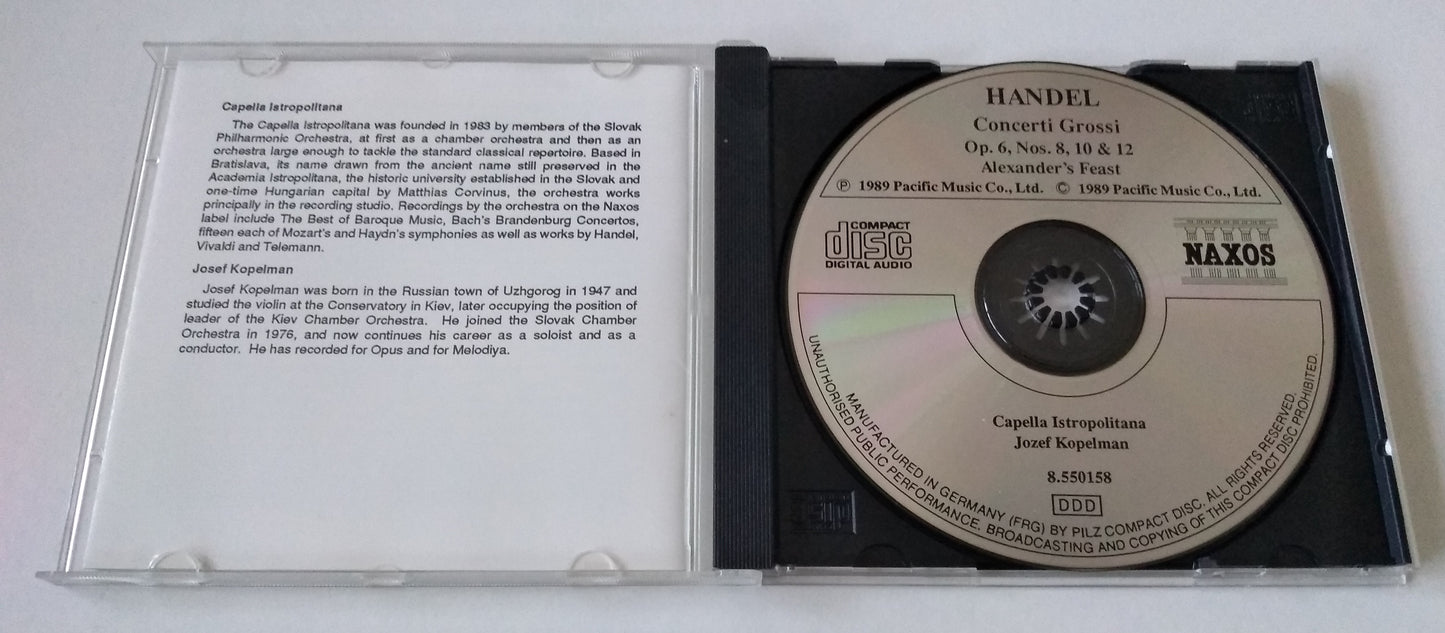 Capella Istropolitana
The Capella Istropolitana was founded in 1983 by members of the Slovak
Philharmonic Orchestra, at first as a chamber orchestra and then as an
orchestra large enough to tackle the standard classical repertoire. Based in
Bratislava, its name drawn from the ancient name still preserved in the
Academia Istropolitana, the historic university established in the Slovak and
one-time Hungarian capital by Matthias Corvinus, the orchestra works
principally in the recording studio. Recordings by the orchestra on the Naxos
label include The Best of Baroque Music, Bach's Brandenburg Concertos,
fifteen each of Mozart's and Haydn's symphonies as well as works by Handel,
Vivaldi and Telemann.
Josef Kopelman
Josef Kopelman was born in the Russian town of Uzhgorog in 1947 and
studied the violin at the Conservatory in Kiev, later occupying the position of
leader of the Kiev Chamber Orchestra. He joined the Slovak Chamber
Orchestra in 1976, and now continues his career as a soloist and as a
conductor. He has recorded for Opus and for Melodiya.
HANDEL
Concerti Grossi
Op. 6, Nos. 8, 10 & 12
Alexander's Feast
℗ 1989 Pacific Music Co., Ltd. © 1989 Pacific Music Co., Ltd.
COMPACT
disc
DIGITAL AUDIO
NAXOS
Capella Istropolitana
Jozef Kopelman
8.550158
DDD
MANUFACTURED IN GERMANY (FRG) BY PILZ COMPACT DISC. ALL RIGHTS RESERVED.
UNAUTHORISED PUBLIC PERFORMANCE, BROADCASTING AND COPYING OF THIS COMPACT DISC PROHIBITED.